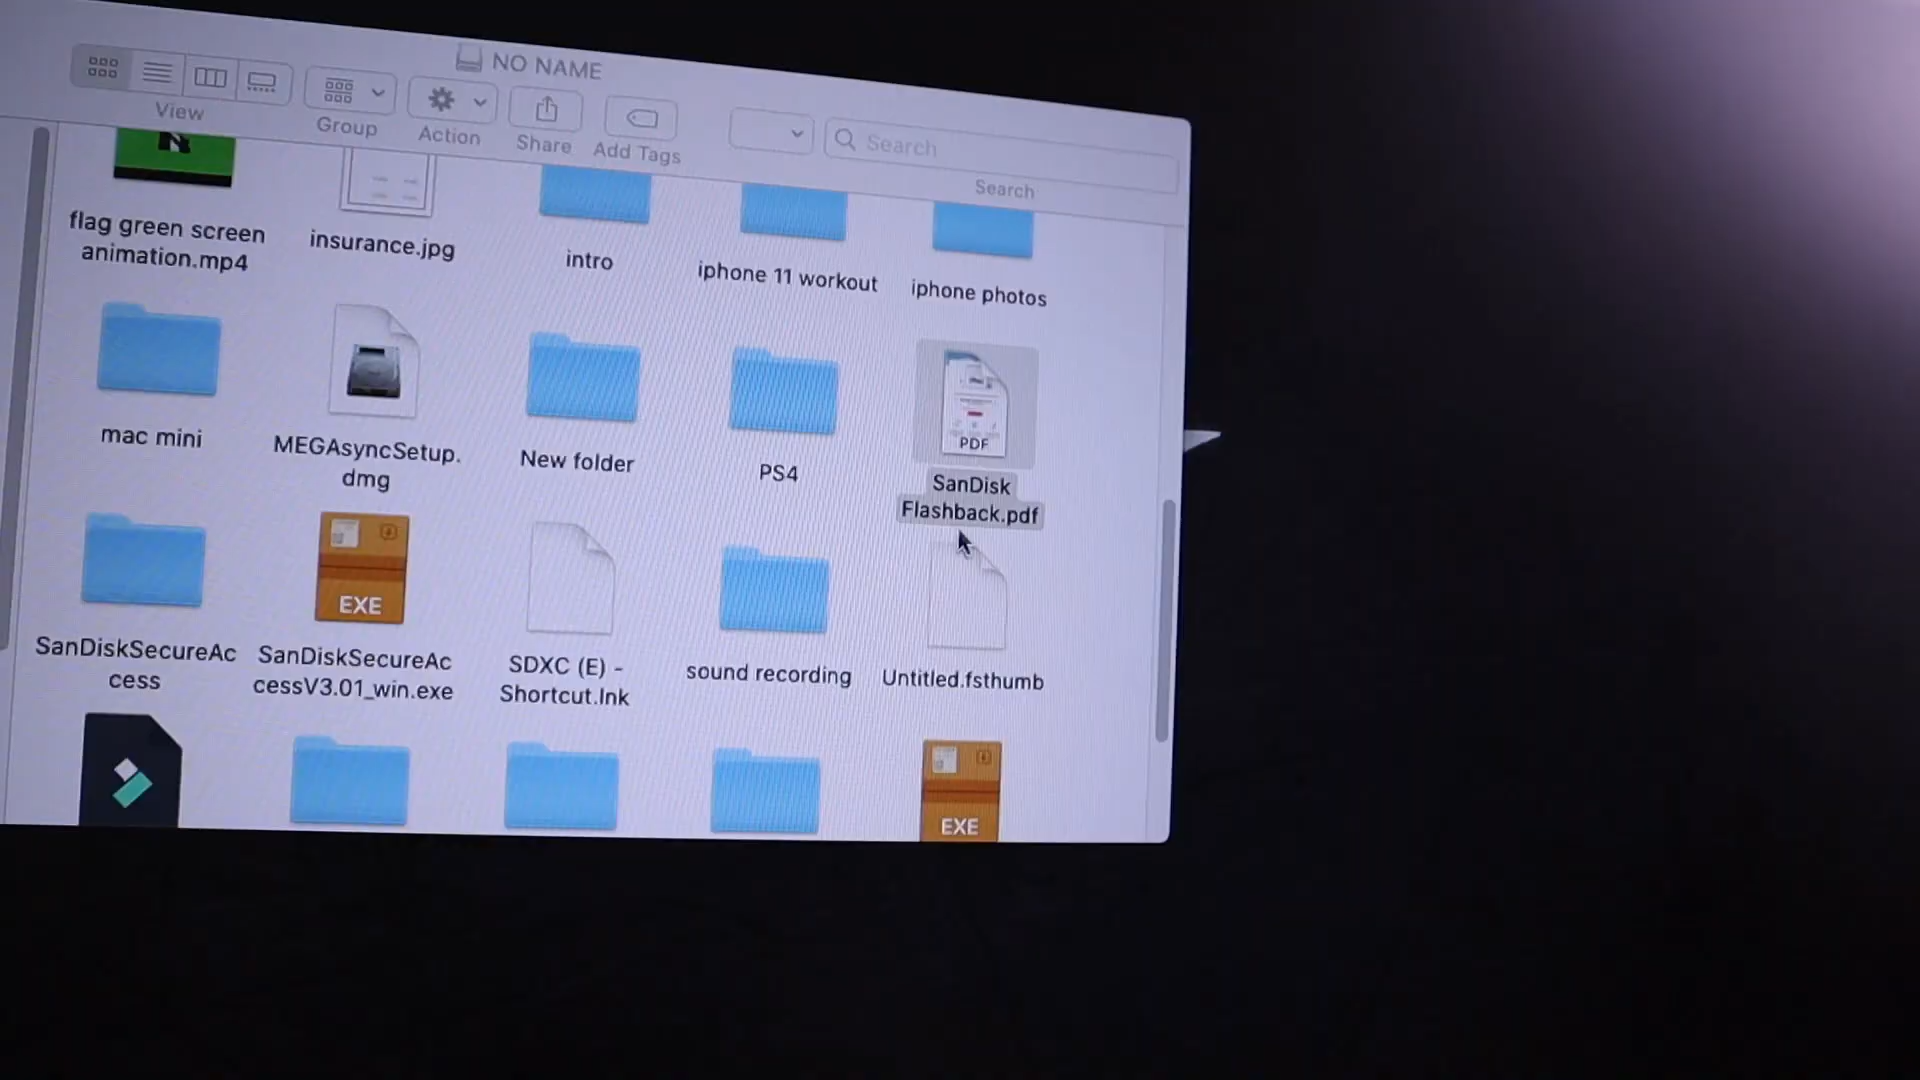 NO NAME
View
Group
Action
Share
Add Tags
Search
Search
flag green screen
animation.mp4
insurance.jpg
intro
iphone 11 workout
iphone photos
mac mini
MEGAsyncSetup.
dmg
New folder
PS4
PDF
SanDisk
Flashback.pdf
SanDiskSecureAc
cess
EXE
SanDiskSecureAc
cessV3.01_win.exe
SDXC (E) -
Shortcut.lnk
sound recording
Untitled.fsthumb
EXE